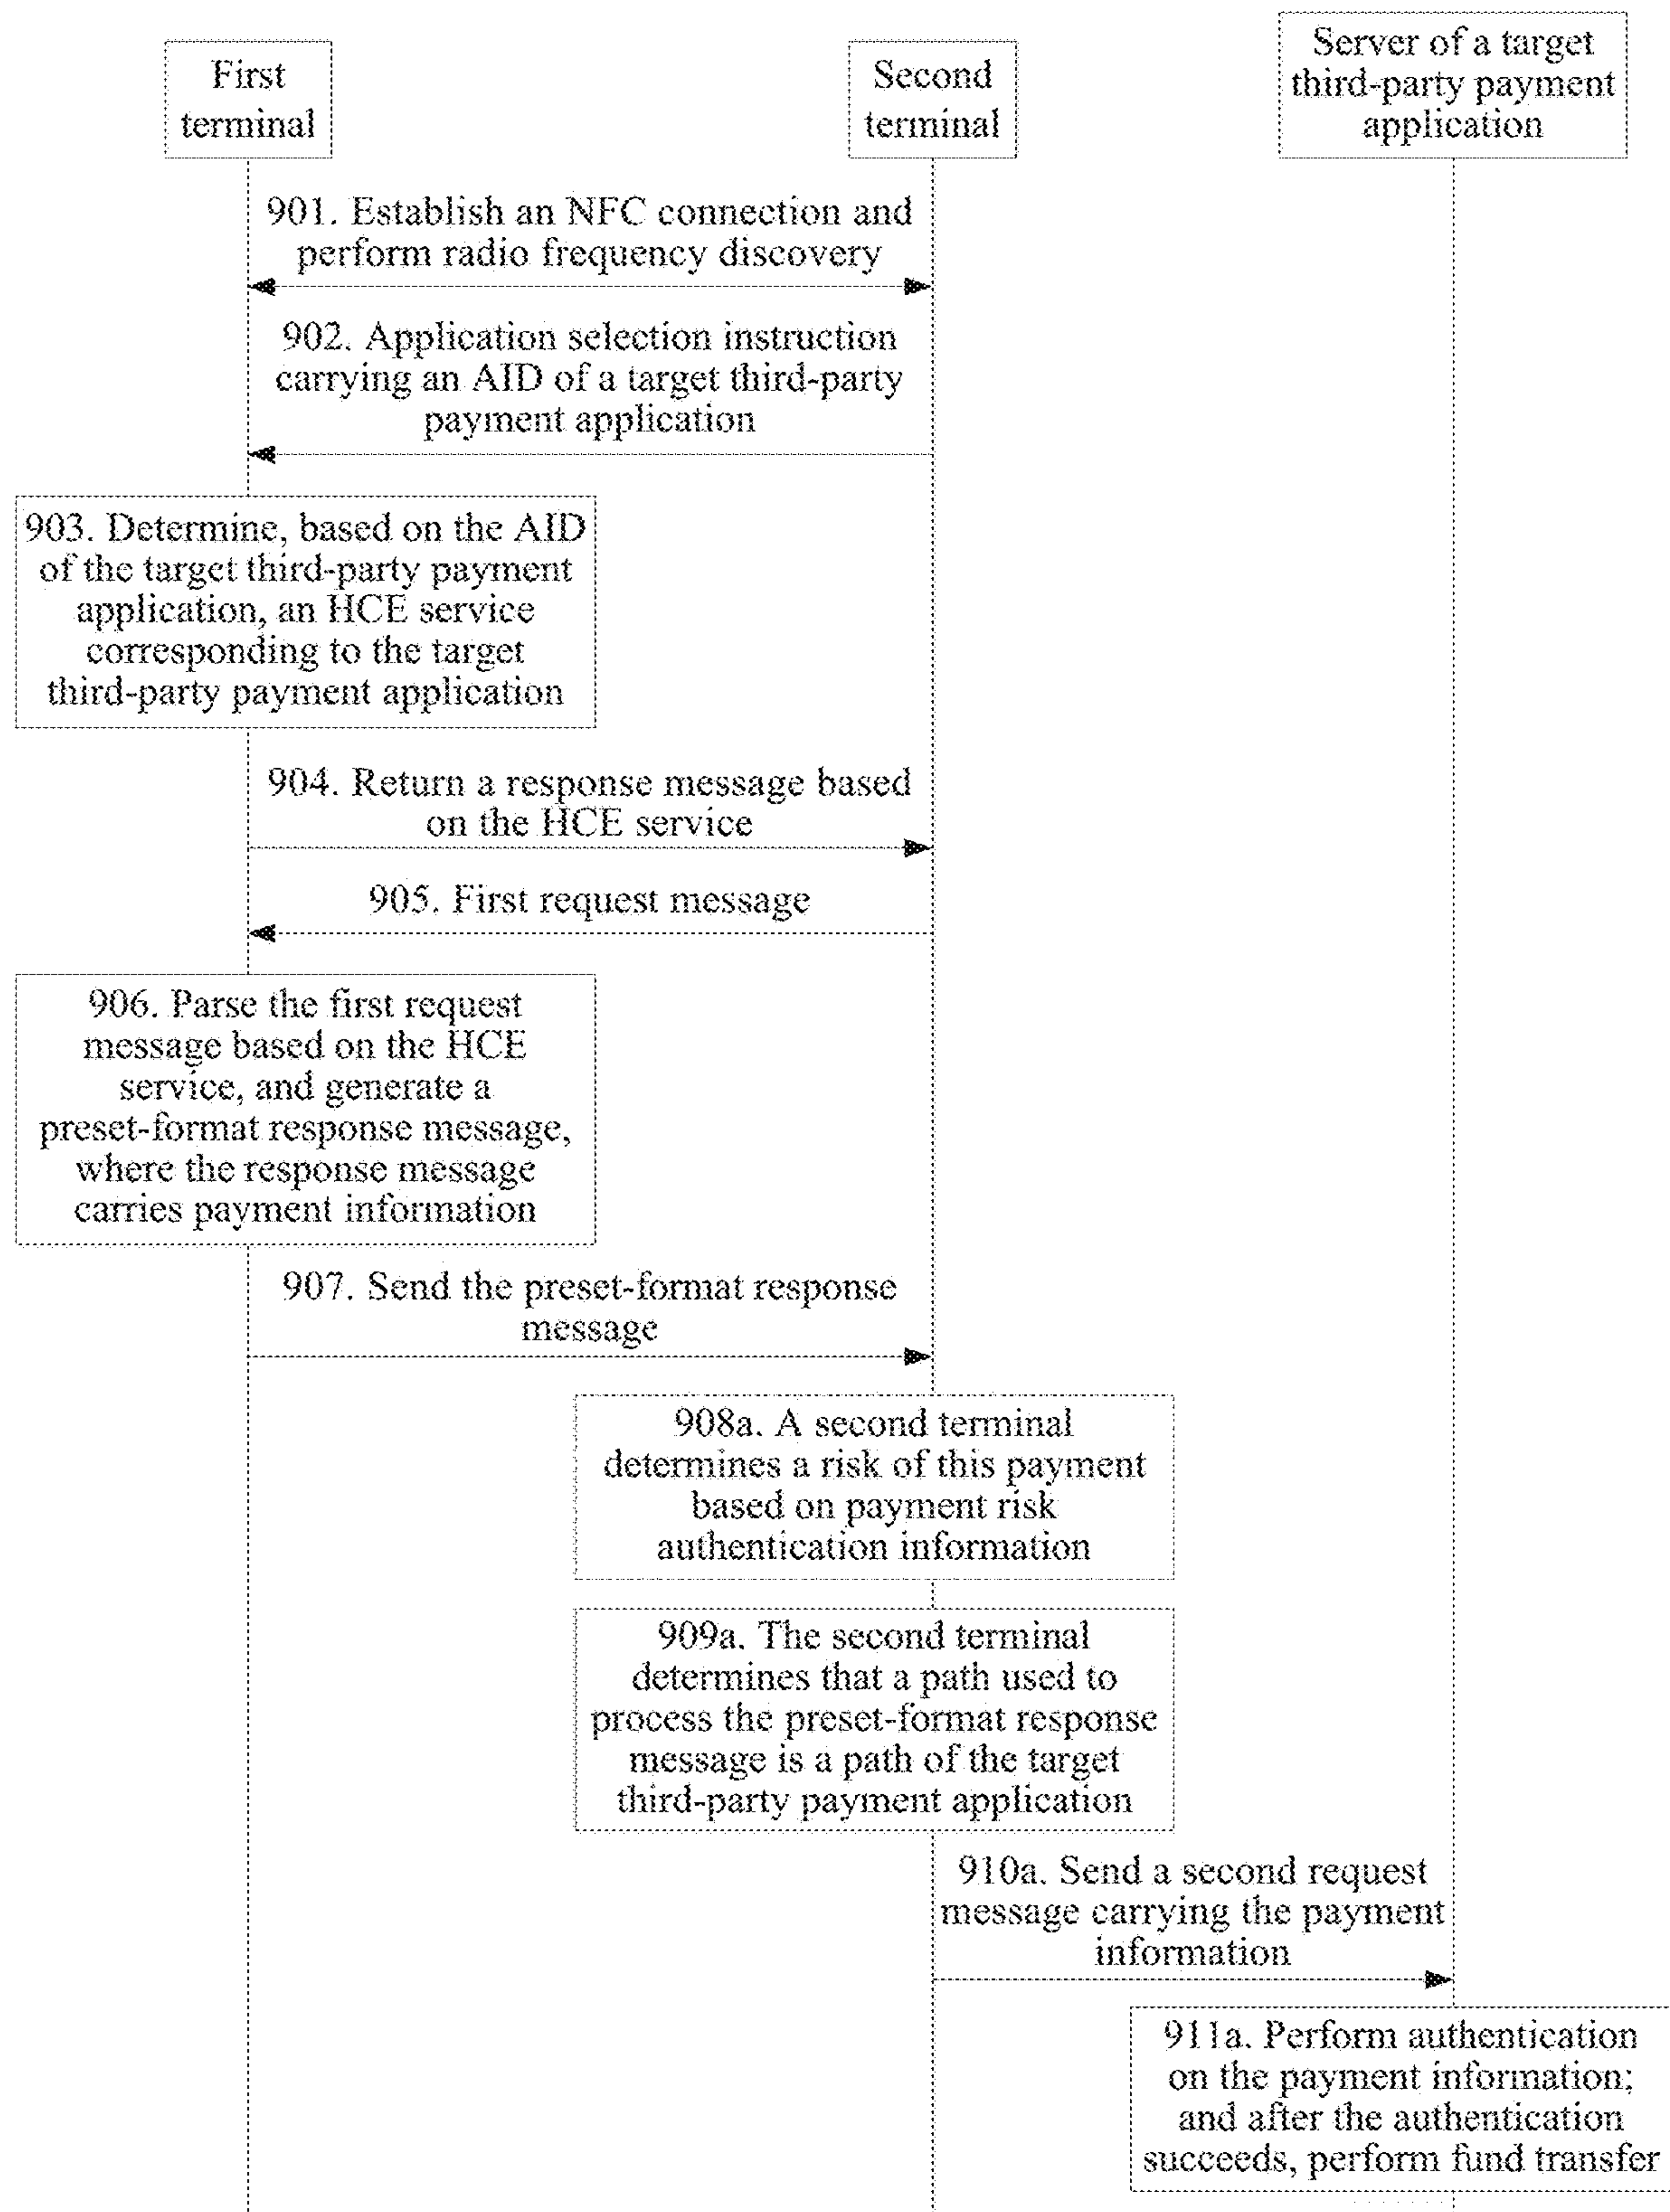 First
terminal
Second
terminal
Server of a target
third-party payment
application
901. Establish an NFC connection and
perform radio frequency discovery
902. Application selection instruction
carrying an AID of a target third-party
payment application
903. Determine, based on the AID
of the target third-party payment
application, an HCE service
corresponding to the target
third-party payment application
904. Return a response message based
on the HCE service
905. First request message
906. Parse the first request
message based on the HCE
service, and generate a
preset-format response message,
where the response message
carries payment information
907. Send the preset-format response
message
908a. A second terminal
determines a risk of this payment
based on payment risk
authentication information
909a. The second terminal
determines that a path used to
process the preset-format response
message is a path of the target
third-party payment application
910a. Send a second request
message carrying the payment
information
911a. Perform authentication
on the payment information;
and after the authentication
succeeds, perform fund transfer